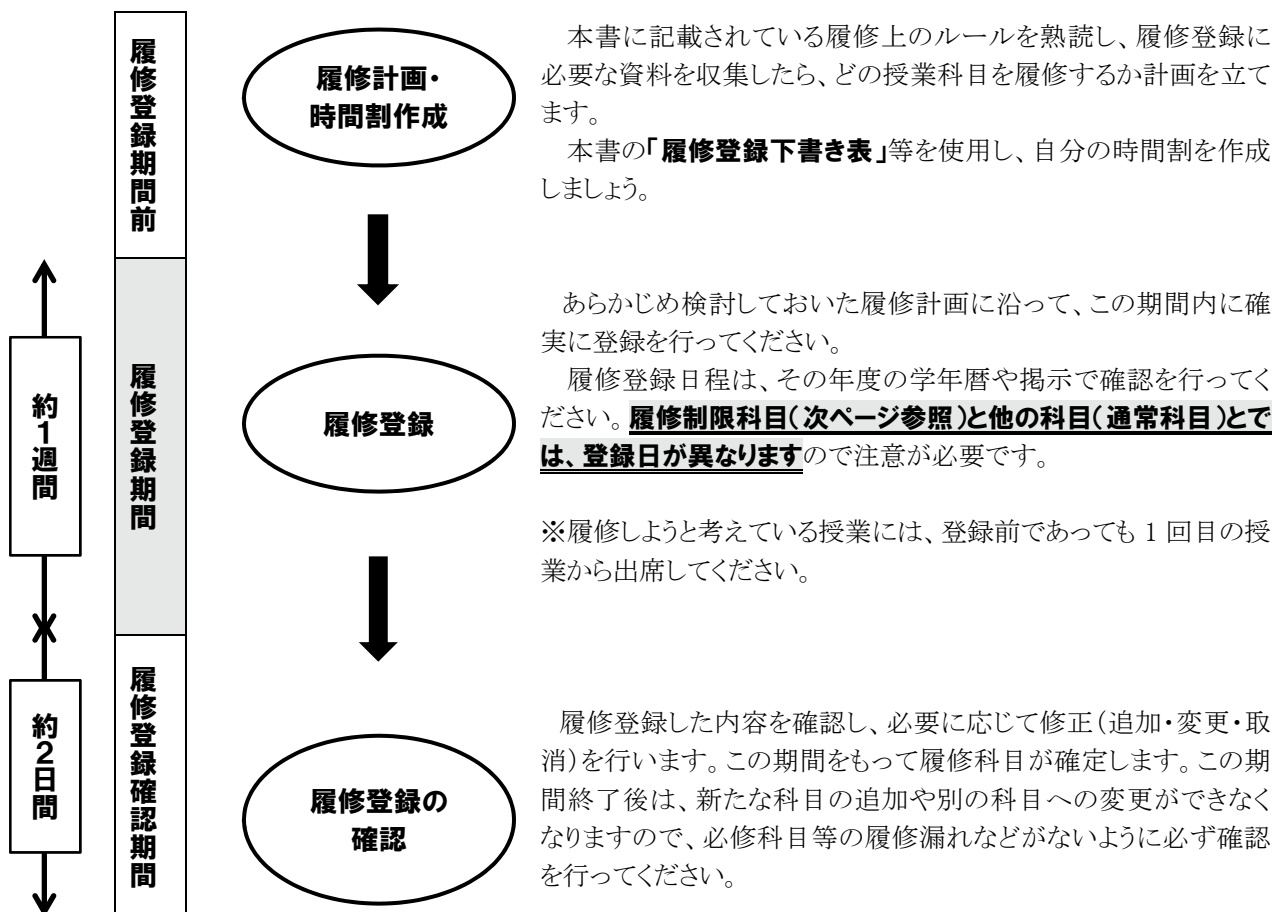 履修登録期間前
履修計画・
時間割作成
本書に記載されている履修上のルールを熟読し、履修登録に
必要な資料を収集したら、どの授業科目を履修するか計画を立て
ます。
本書の「履修登録下書き表」等を使用し、自分の時間割を作成
しましょう。
約1週間
履修登録期間
履修登録
あらかじめ検討しておいた履修計画に沿って、この期間内に確
実に登録を行ってください。
履修登録日程は、その年度の学年暦や掲示で確認を行ってく
ださい。履修制限科目(次ページ参照)と他の科目(通常科目)とで
は、登録日が異なりますので注意が必要です。
※履修しようと考えている授業には、登録前であっても 1 回目の授
業から出席してください。
約2日間
履修登録確認期間
履修登録の
確認
履修登録した内容を確認し、必要に応じて修正(追加・変更・取
消)を行います。この期間をもって履修科目が確定します。この期
間終了後は、新たな科目の追加や別の科目への変更ができなく
なりますので、必修科目等の履修漏れなどがないように必ず確認
を行ってください。